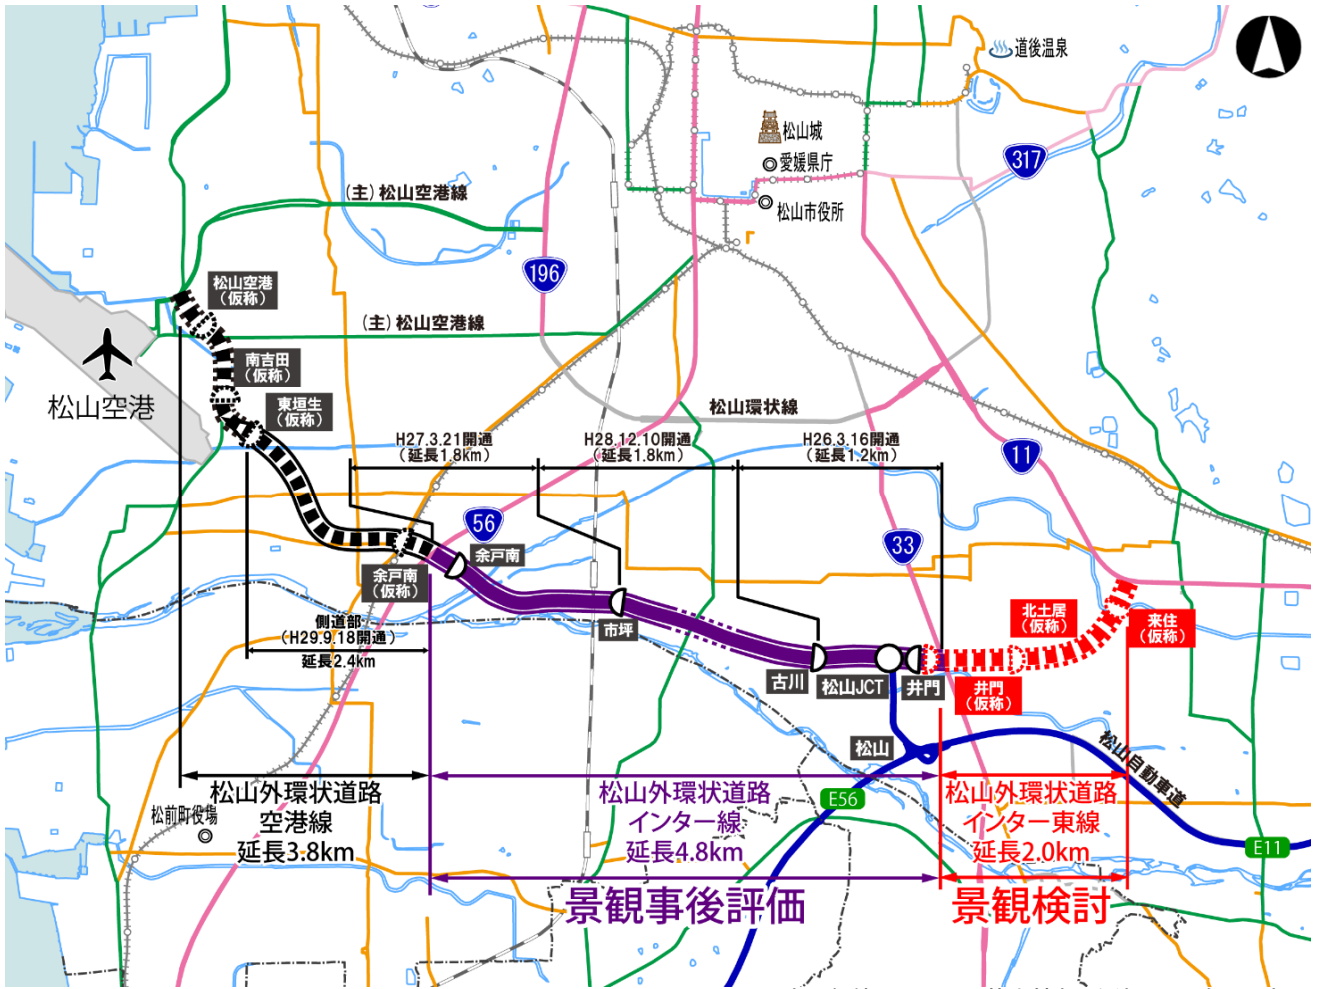 道後温泉
松山城
愛媛県庁
松山市役所
317
(主)松山空港線
196
松山空港
(仮称)
(主)松山空港線
南吉田
(仮称)
松山空港
東垣生
(仮称)
松山環状線
H27.3.21開通
(延長1.8km)
H28.12.10開通
(延長1.8km)
H26.3.16開通
(延長1.2km)
11
56
33
余戸南
余戸南
(仮称)
側道部
(H29.9.18開通)
延長2.4km
市坪
北土居
(仮称)
来住
(仮称)
古川
松山JCT
井門
井門
(仮称)
松山
松山自動車道
E56
E11
松前町役場
松山外環状道路
空港線
延長3.8km
松山外環状道路
インター線
延長4.8km
松山外環状道路
インター東線
延長2.0km
景観事後評価
景観検討